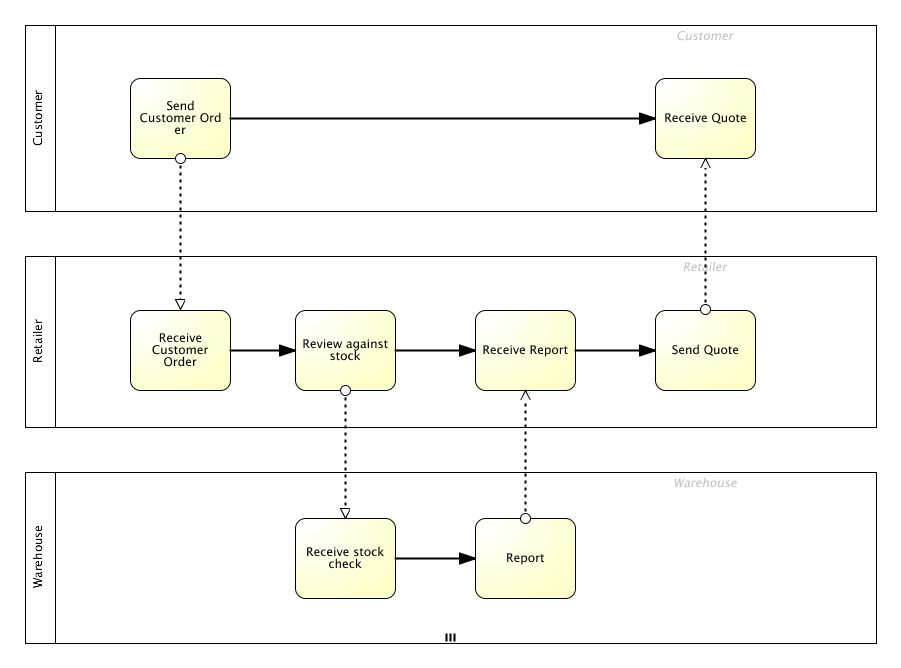 Customer
Customer
Send
Customer Ord
er
Receive Quote
Retailer
Retailer
Receive
Customer
Order
Review against
stock
Receive Report
Send Quote
Warehouse
Warehouse
Receive stock
check
Report